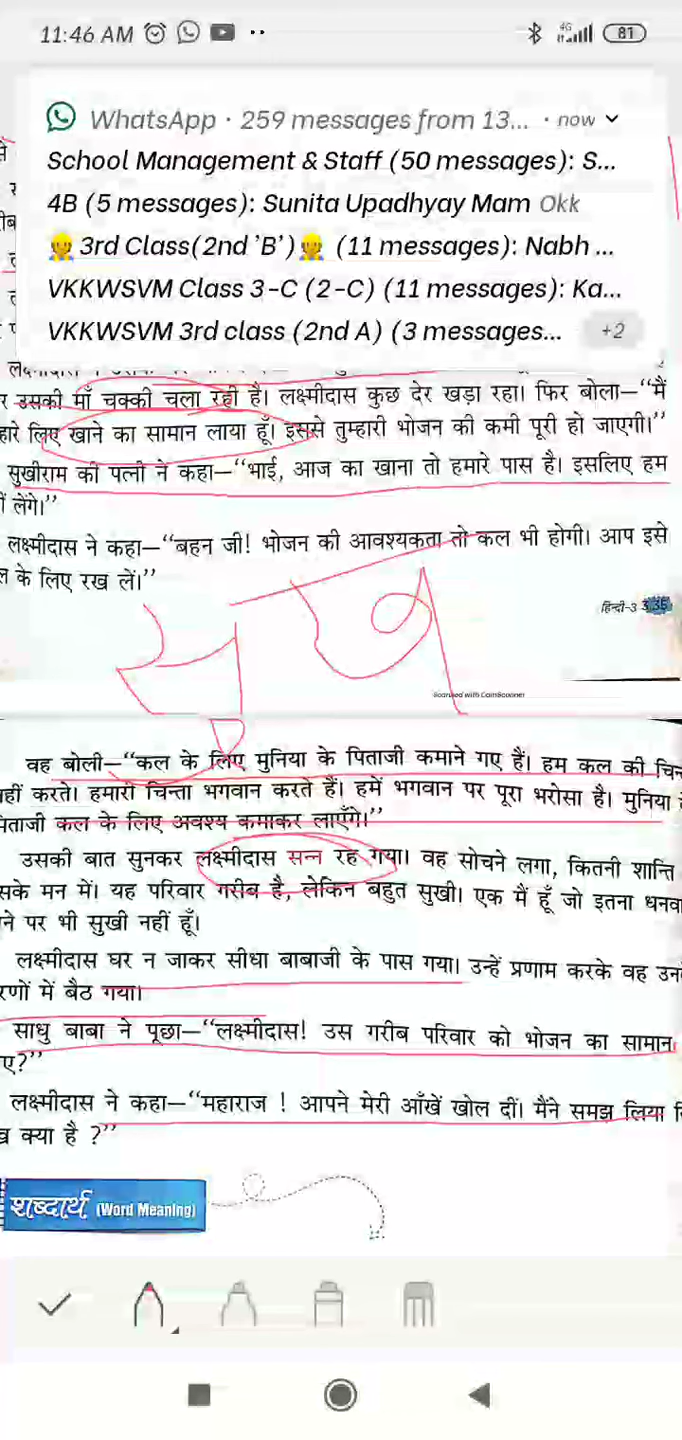 11:46 AM
4G 81
WhatsApp · 259 messages from 13... · now
School Management & Staff (50 messages): S...
4B (5 messages): Sunita Upadhyay Mam Okk
👷3rd Class(2nd 'B')👷 (11 messages): Nabh ...
VKKWSVM Class 3-C (2-C) (11 messages): Ka...
VKKWSVM 3rd class (2nd A) (3 messages...
+2
र उसकी माँ चक्की चला रही है। लक्ष्मीदास कुछ देर खड़ा रहा। फिर बोला—“मैं
हारे लिए खाने का सामान लाया हूँ। इससे तुम्हारी भोजन की कमी पूरी हो जाएगी।”
सुखीराम की पत्नी ने कहा—“भाई, आज का खाना तो हमारे पास है। इसलिए हम
लेंगे।”
लक्ष्मीदास ने कहा—“बहन जी! भोजन की आवश्यकता तो कल भी होगी। आप इसे
ल के लिए रख लें।”
हिन्दी-3 35
सुख
Scanned with CamScanner
वह बोली—“कल के लिए मुनिया के पिताजी कमाने गए हैं। हम कल की चिन
हीं करते। हमारी चिन्ता भगवान करते हैं। हमें भगवान पर पूरा भरोसा है। मुनिया
पिताजी कल के लिए अवश्य कमाकर लाएँगे।”
उसकी बात सुनकर लक्ष्मीदास सन्न रह गया। वह सोचने लगा, कितनी शान्ति
सके मन में। यह परिवार गरीब है, लेकिन बहुत सुखी। एक मैं हूँ जो इतना धनवा
ने पर भी सुखी नहीं हूँ।
लक्ष्मीदास घर न जाकर सीधा बाबाजी के पास गया। उन्हें प्रणाम करके वह उन
रणों में बैठ गया।
साधु बाबा ने पूछा—“लक्ष्मीदास! उस गरीब परिवार को भोजन का सामान
ए?”
लक्ष्मीदास ने कहा—“महाराज ! आपने मेरी आँखें खोल दीं। मैंने समझ लिया
ख क्या है ?”
शब्दार्थ (Word Meaning)